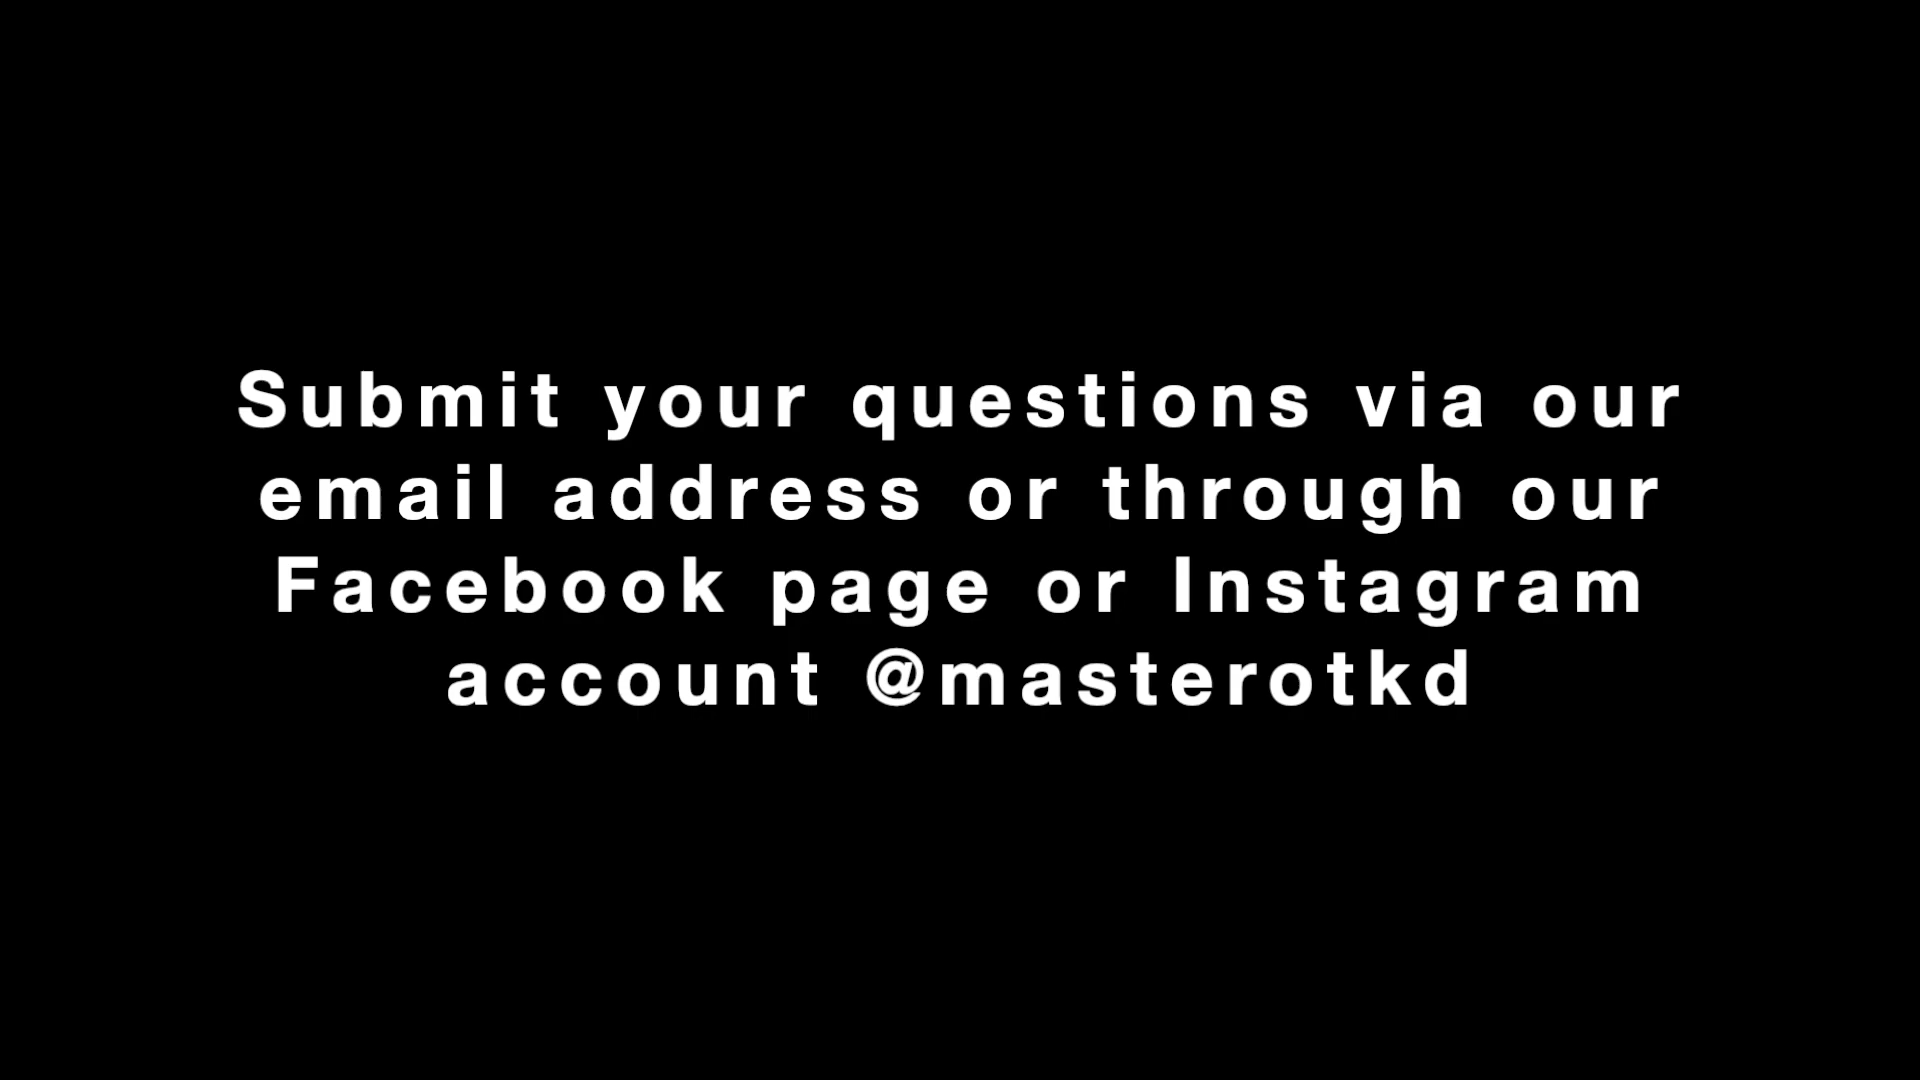 Submit your questions via our
email address or through our
Facebook page or Instagram
account @masterotkd